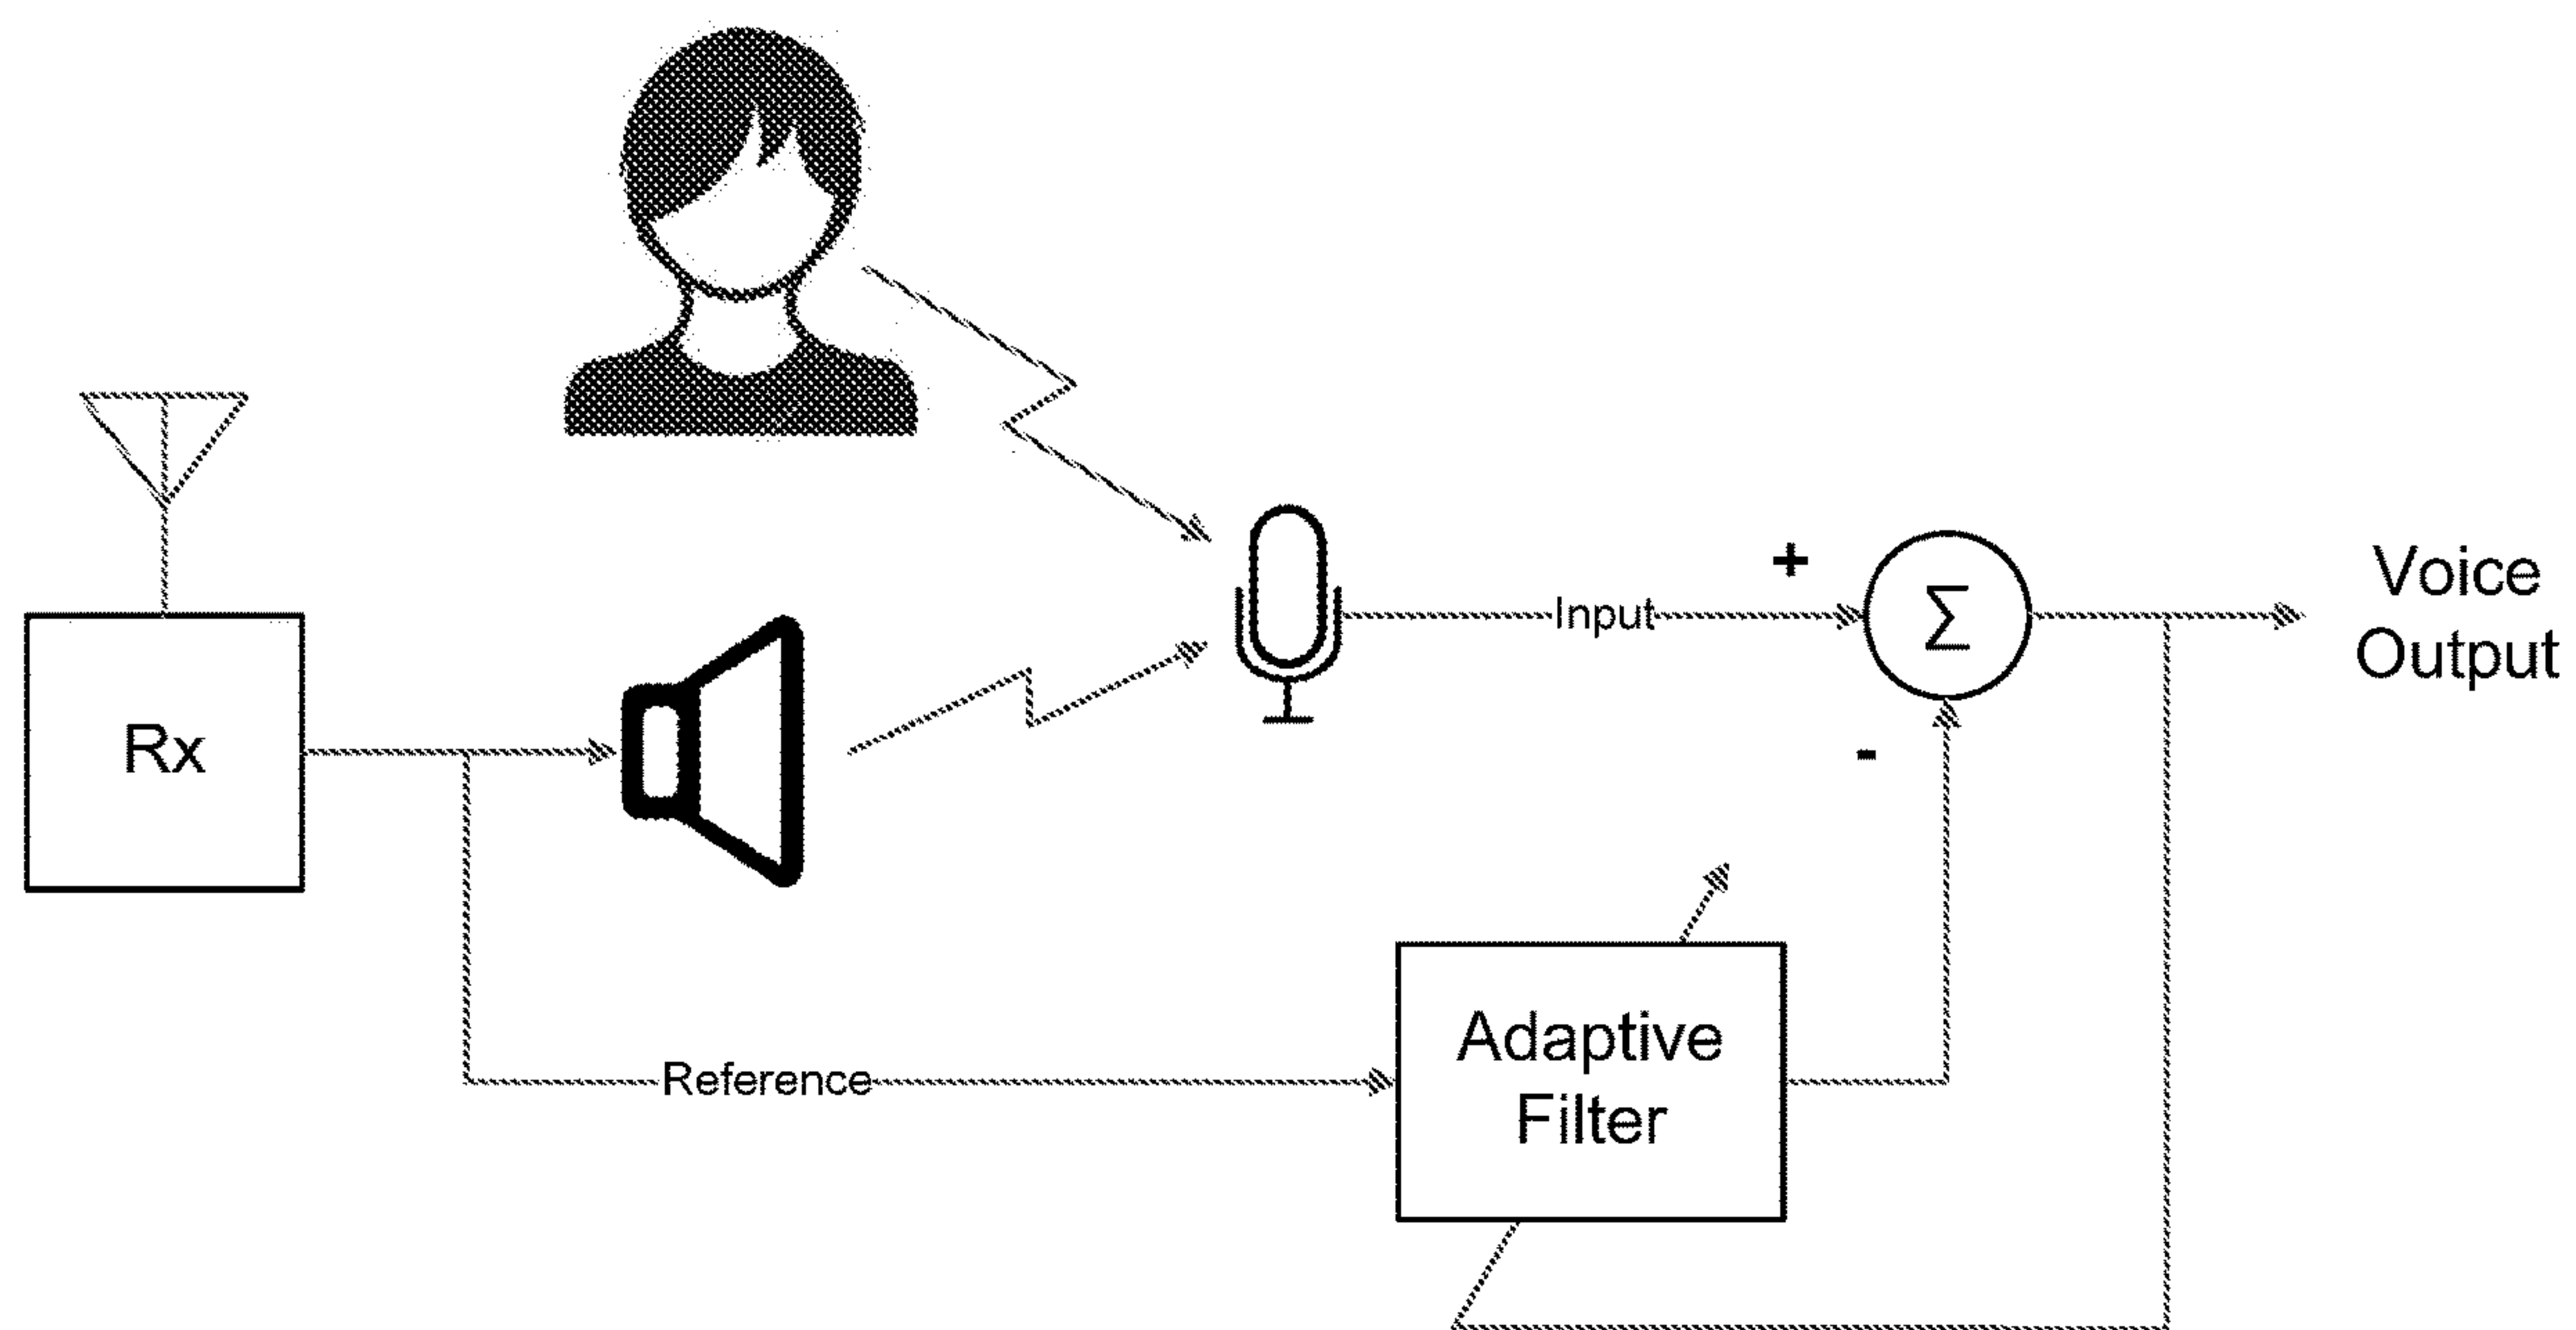 +
Input
Σ
Voice
Output
Rx
-
Reference
Adaptive
Filter